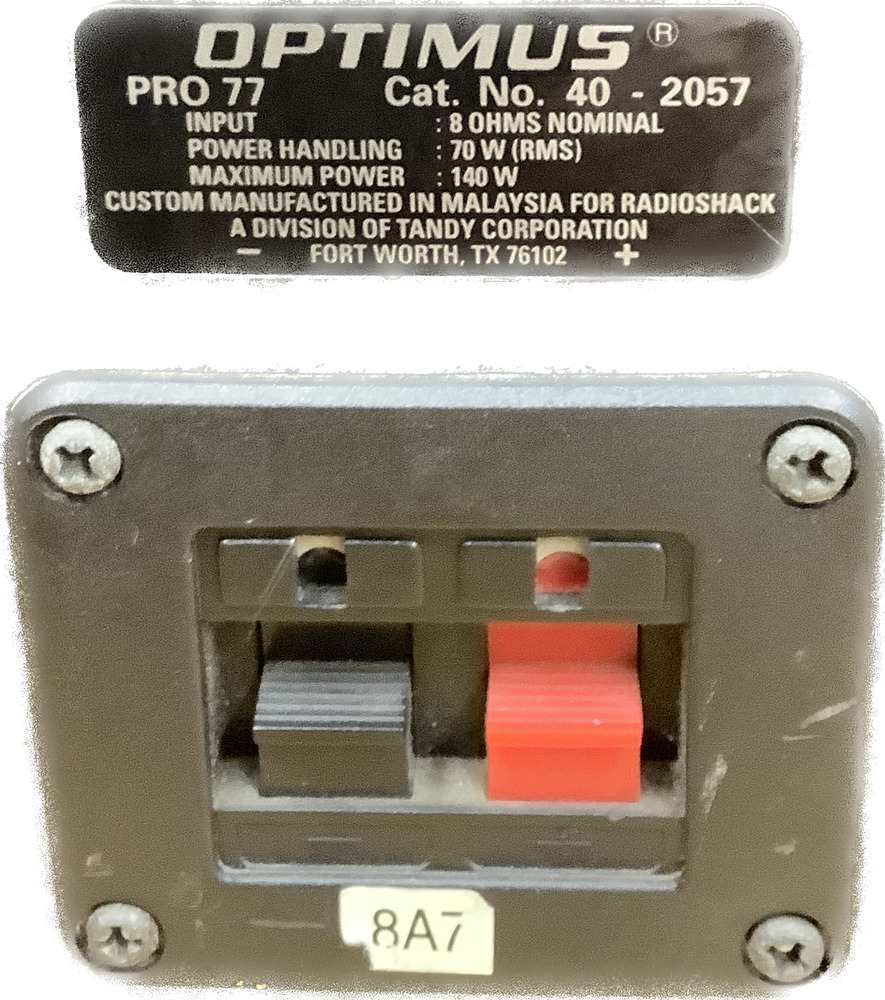 OPTIMUS®
PRO 77 Cat. No. 40 - 2057
INPUT : 8 OHMS NOMINAL
POWER HANDLING : 70 W (RMS)
MAXIMUM POWER : 140 W
CUSTOM MANUFACTURED IN MALAYSIA FOR RADIOSHACK
A DIVISION OF TANDY CORPORATION
− FORT WORTH, TX 76102 +
8A7